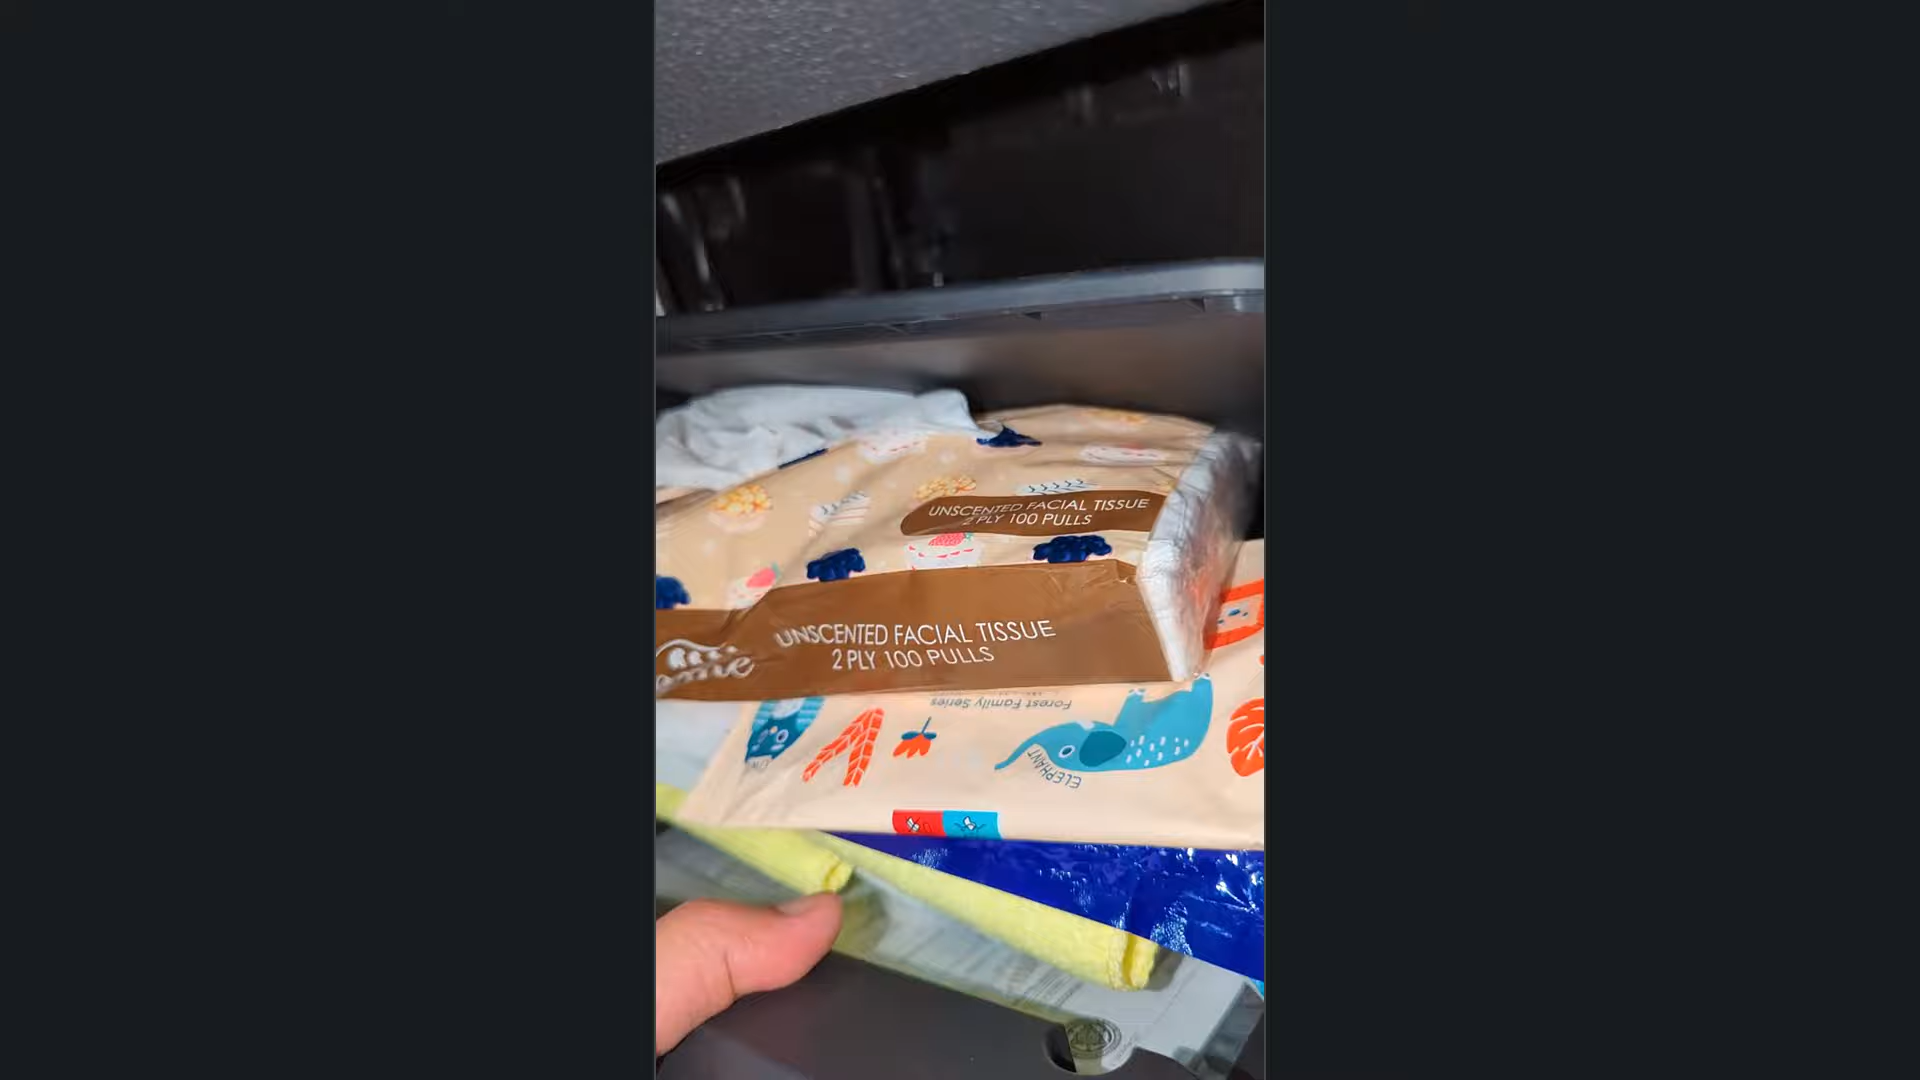 UNSCENTED FACIAL TISSUE
2 PLY 100 PULLS
UNSCENTED FACIAL TISSUE
2 PLY 100 PULLS
Forest Family Series
ELEPHANT